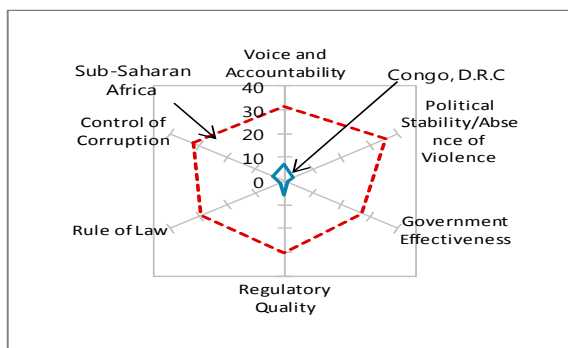 Voice and
Accountability
Sub-Saharan
Africa
Congo, D.R.C
Control of
Corruption
Political
Stability/Abse
nce of
Violence
40
30
20
10
0
Rule of Law
Government
Effectiveness
Regulatory
Quality